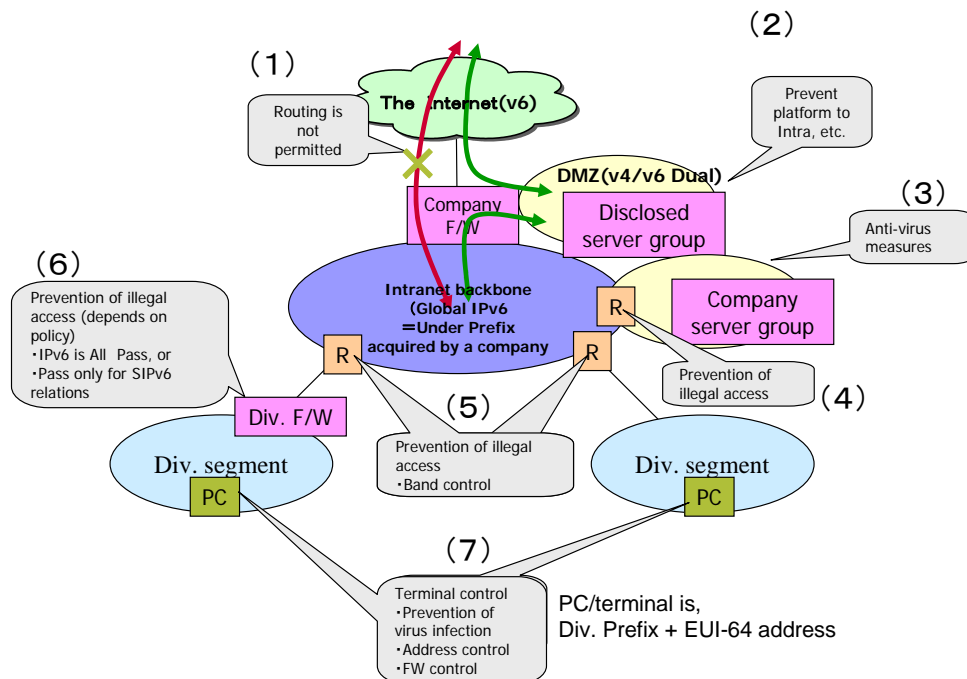 (1)
Routing is
not
permitted
The internet(v6)
(2)
Prevent
platform to
Intra, etc.
DMZ(v4/v6 Dual)
Company
F/W
Disclosed
server group
(3)
Anti-virus
measures
(6)
Prevention of illegal
access (depends on
policy)
・IPv6 is All Pass, or
・Pass only for SIPv6
relations
Intranet backbone
(Global IPv6
=Under Prefix
acquired by a company
R
Company
server group
R
R
Prevention of
illegal access
(4)
Div. F/W
(5)
Prevention of illegal
access
・Band control
Div. segment
PC
Div. segment
PC
(7)
Terminal control
・Prevention of
virus infection
・Address control
・FW control
PC/terminal is,
Div. Prefix + EUI-64 address